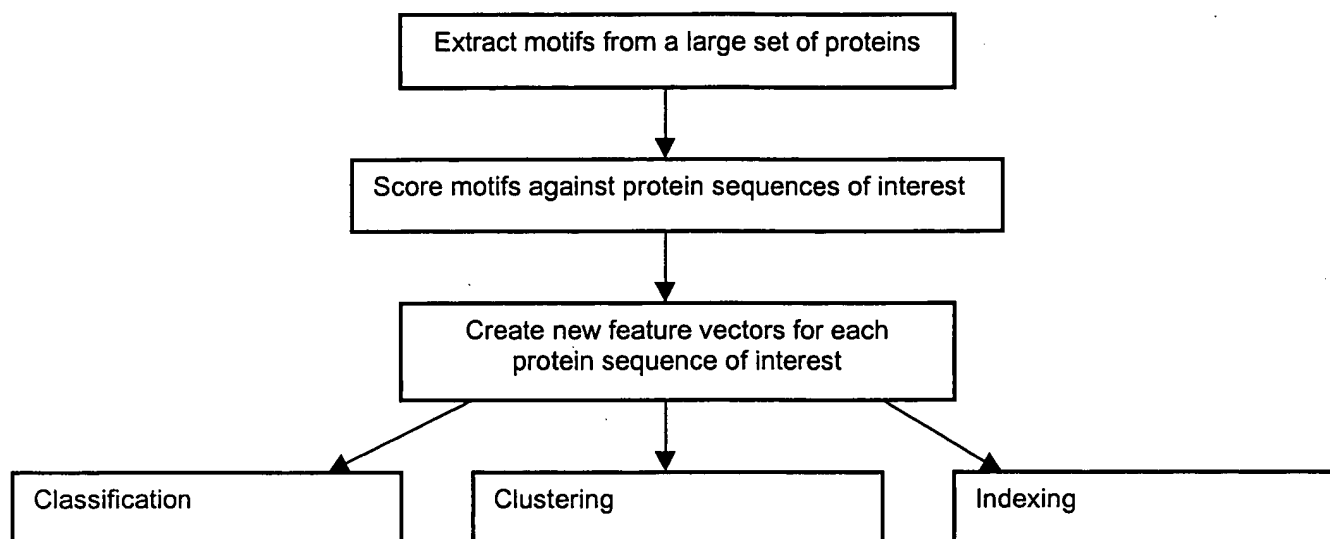 Extract motifs from a large set of proteins
Score motifs against protein sequences of interest
Create new feature vectors for each
protein sequence of interest
Classification
Clustering
Indexing